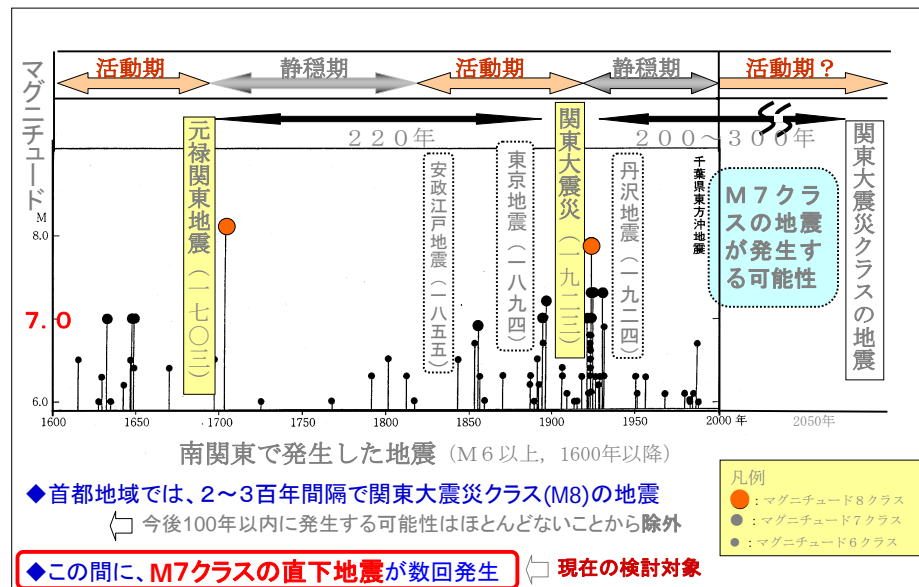 活動期
静穏期
活動期
静穏期
活動期？
マグニチュード
M
２２０年
２００～３００年
元禄関東地震（一七〇三）
安政江戸地震（一八五五）
東京地震（一八九四）
関東大震災（一九二三）
丹沢地震（一九二四）
千葉県東方沖地震
Ｍ７クラ
スの地震
が発生す
る可能性
関東大震災クラスの地震
8.0
７.０
6.0
1600
1650
1700
1750
1800
1850
1900
1950
2000 年
2050年
南関東で発生した地震（Ｍ６以上，1600年以降）
凡例
：マグニチュード８クラス
：マグニチュード７クラス
：マグニチュード６クラス
◆首都地域では、２～３百年間隔で関東大震災クラス(M8)の地震
今後100年以内に発生する可能性はほとんどないことから除外
◆この間に、M７クラスの直下地震が数回発生
現在の検討対象